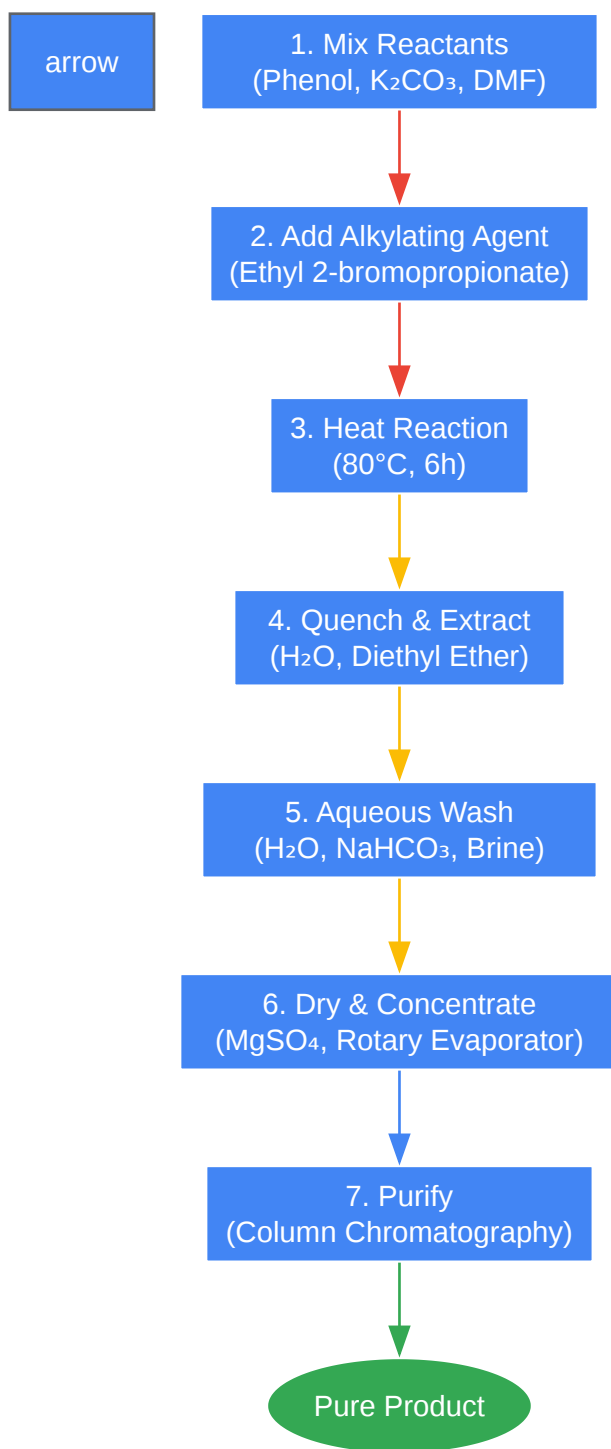 arrow
1. Mix Reactants
(Phenol, K₂CO₃, DMF)
2. Add Alkylating Agent
(Ethyl 2-bromopropionate)
3. Heat Reaction
(80°C, 6h)
4. Quench & Extract
(H₂O, Diethyl Ether)
5. Aqueous Wash
(H₂O, NaHCO₃, Brine)
6. Dry & Concentrate
(MgSO₄, Rotary Evaporator)
7. Purify
(Column Chromatography)
Pure Product